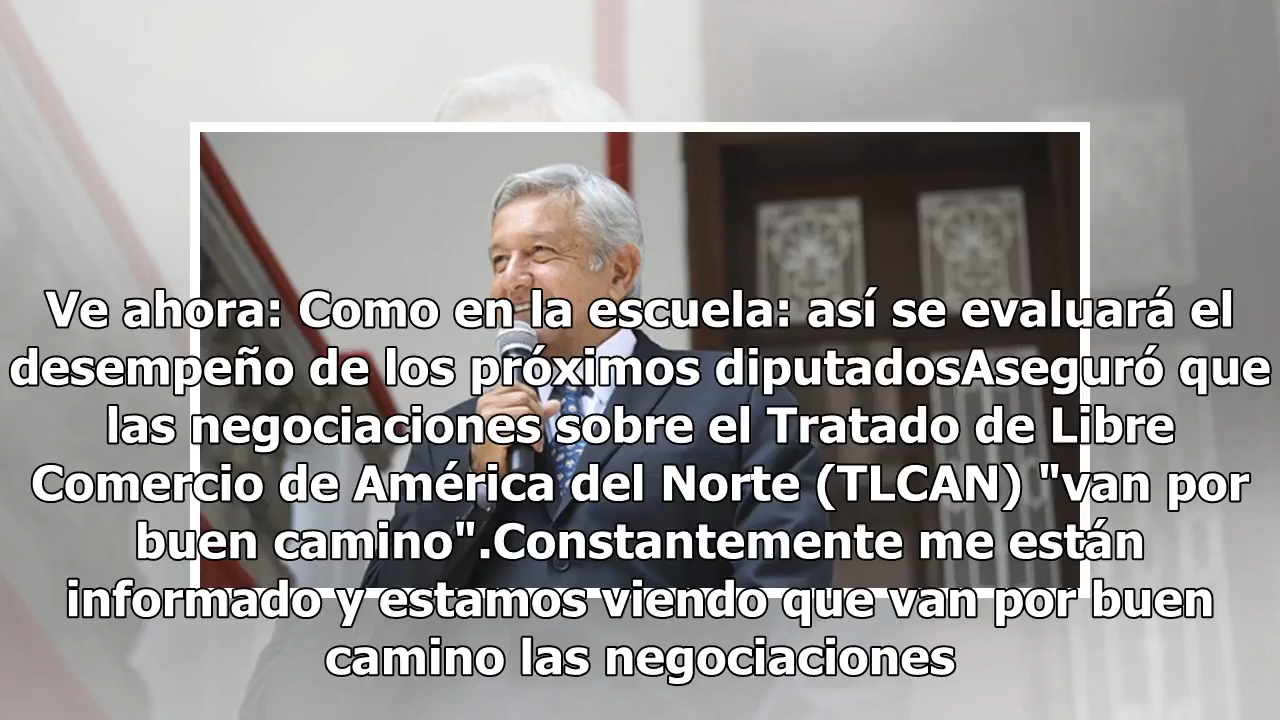 Ve ahora: Como en la escuela: así se evaluará el
desempeño de los próximos diputadosAseguró que
las negociaciones sobre el Tratado de Libre
Comercio de América del Norte (TLCAN) "van por
buen camino".Constantemente me están
informado y estamos viendo que van por buen
camino las negociaciones